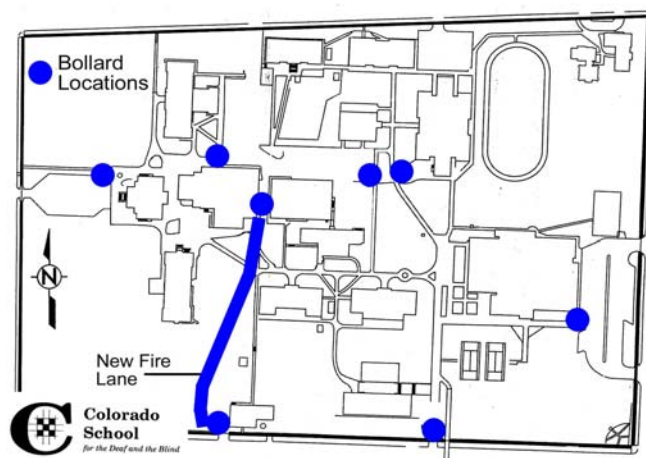 Bollard
Locations
N
New Fire
Lane
C
Colorado
School
for the Deaf and the Blind